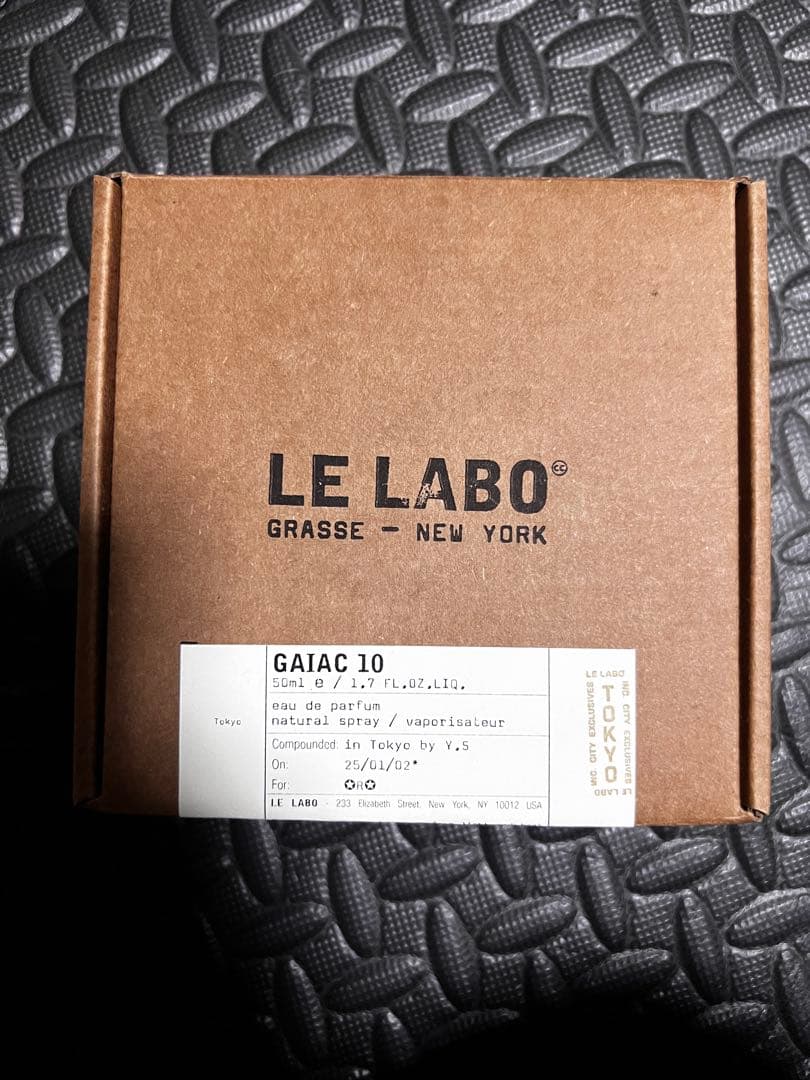 LE LABO
GRASSE — NEW YORK
GAIAC 10
50ml e / 1.7 FL.OZ.LIQ.
eau de parfum
natural spray / vaporisateur
Tokyo
Compounded: in Tokyo by Y.S
On: 25/01/02*
For: ✪R✪
LE LABO - 233 Elizabeth Street, New York, NY 10012 USA
LE LABO
INC. CITY EXCLUSIVES
TOKYO
INC. CITY EXCLUSIVES
LE LABO